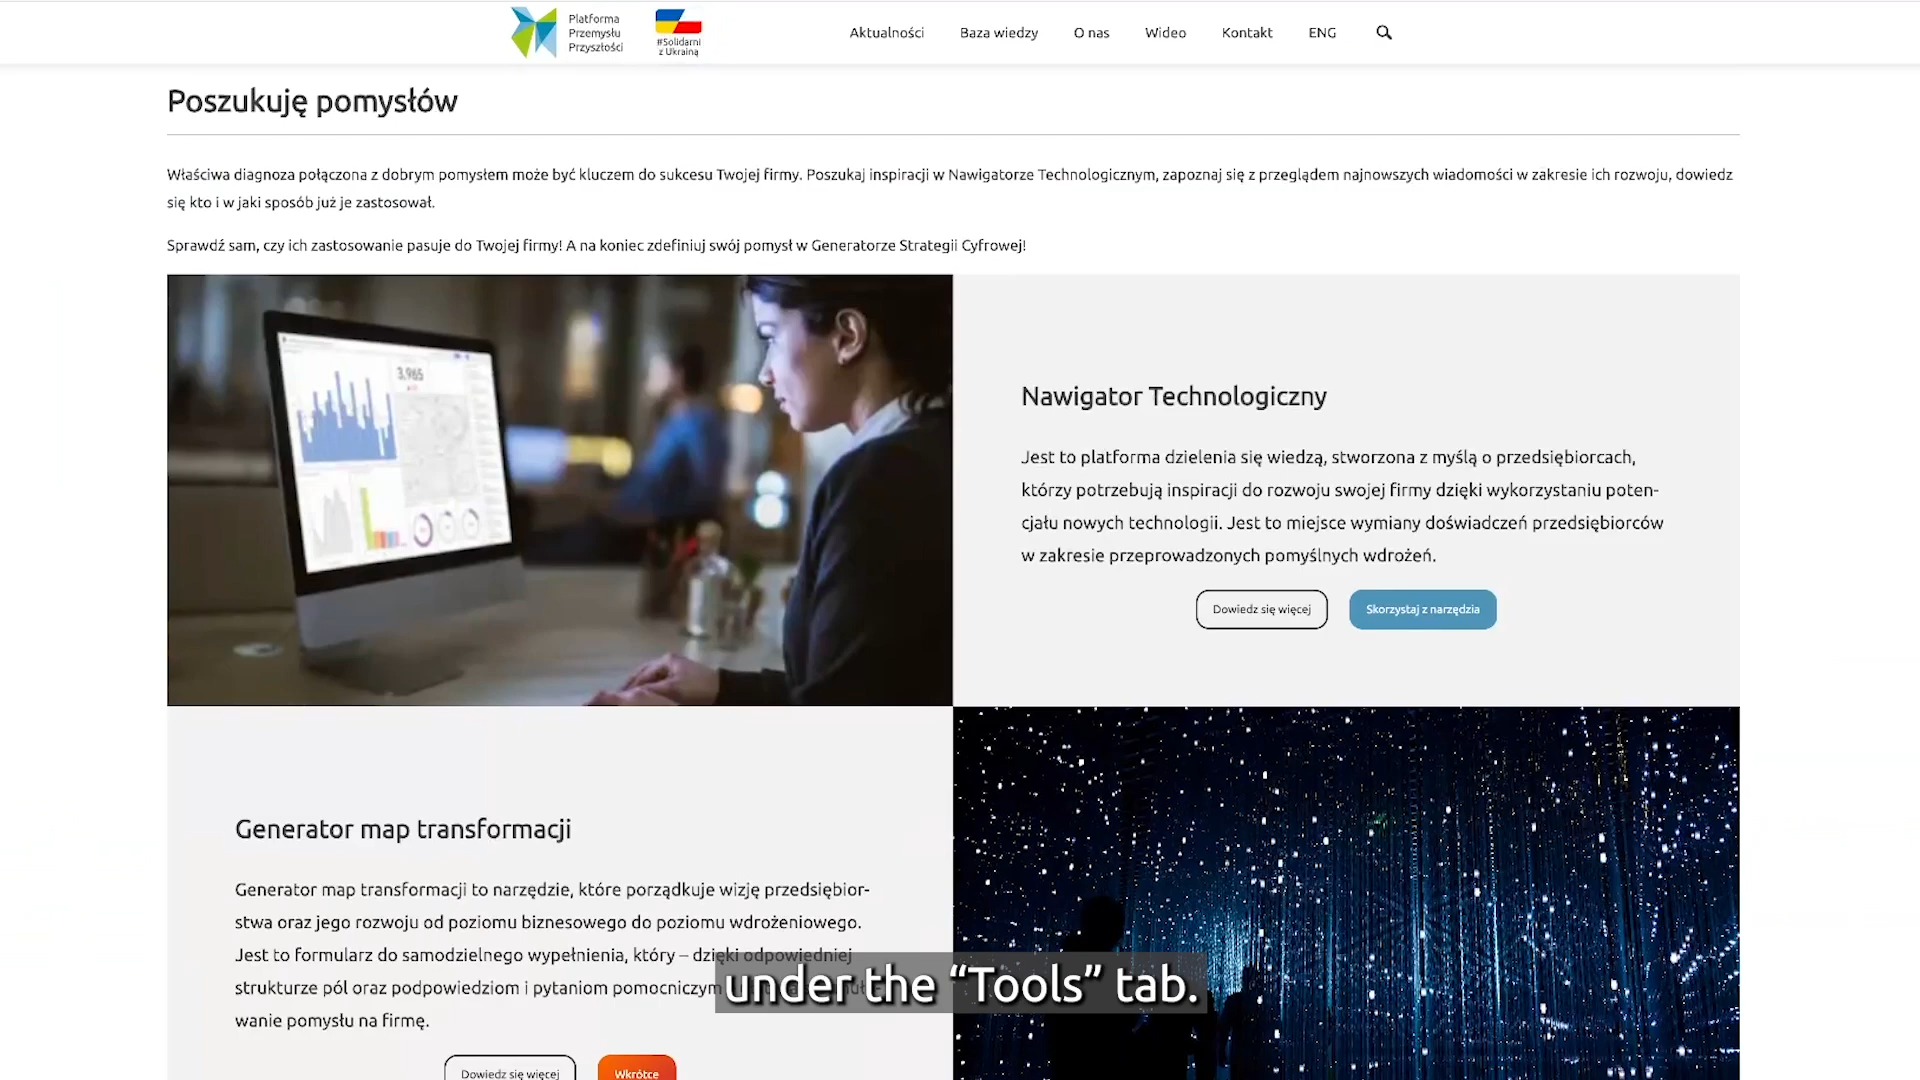 Platforma
Przemysłu
Przyszłości
#Solidarni
z Ukrainą
Aktualności
Baza wiedzy
O nas
Wideo
Kontakt
ENG
Poszukuję pomysłów
Właściwa diagnoza połączona z dobrym pomysłem może być kluczem do sukcesu Twojej firmy. Poszukaj inspiracji w Nawigatorze Technologicznym, zapoznaj się z przeglądem najnowszych wiadomości w zakresie ich rozwoju, dowiedz
się kto i w jaki sposób już je zastosował.
Sprawdź sam, czy ich zastosowanie pasuje do Twojej firmy! A na koniec zdefiniuj swój pomysł w Generatorze Strategii Cyfrowej!
3,965
Nawigator Technologiczny
Jest to platforma dzielenia się wiedzą, stworzona z myślą o przedsiębiorcach,
którzy potrzebują inspiracji do rozwoju swojej firmy dzięki wykorzystaniu poten-
cjału nowych technologii. Jest to miejsce wymiany doświadczeń przedsiębiorców
w zakresie przeprowadzonych pomyślnych wdrożeń.
Dowiedz się więcej
Skorzystaj z narzędzia
Generator map transformacji
Generator map transformacji to narzędzie, które porządkuje wizję przedsiębior-
stwa oraz jego rozwoju od poziomu biznesowego do poziomu wdrożeniowego.
Jest to formularz do samodzielnego wypełnienia, który – dzięki odpowiedniej
strukturze pól oraz podpowiedziom i pytaniom pomocniczym
wanie pomysłu na firmę.
under the “Tools” tab.
Dowiedz się więcej
Wkrótce